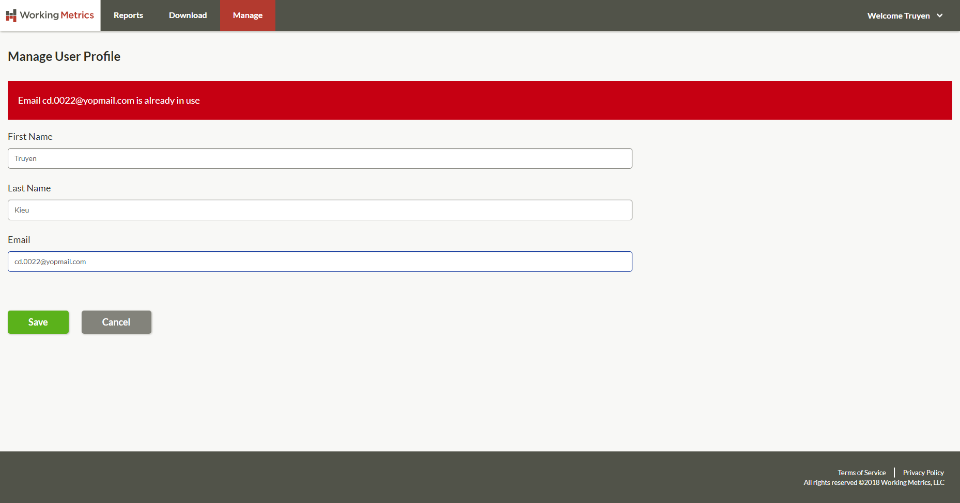 Working Metrics Reports Download Manage Welcome Truyen
Manage User Profile
Email cd.0022@yopmail.com is already in use
First Name
Truyen
Last Name
Kieu
Email
cd.0022@yopmail.com
Save Cancel
Terms of Service Privacy Policy
All rights reserved ©2018 Working Metrics, LLC